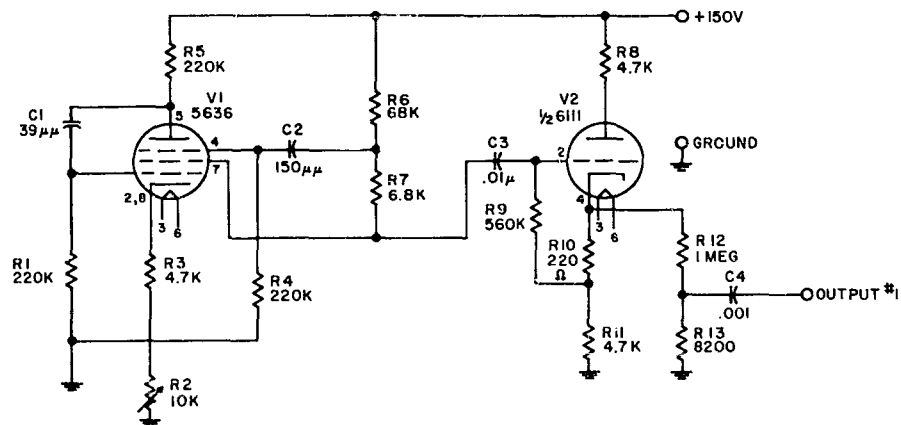 +150V
R5
220K
V1
5636
5
C1
39μμ
4
7
2,8
3
6
C2
150μμ
R6
68K
R7
6.8K
R1
220K
R3
4.7K
R4
220K
R2
10K
R8
4.7K
V2
½6111
GROUND
C3
.01μ
2
4
3
6
R9
560K
R10
220
Ω
R12
1 MEG
C4
.001
OUTPUT #1
R11
4.7K
R13
8200